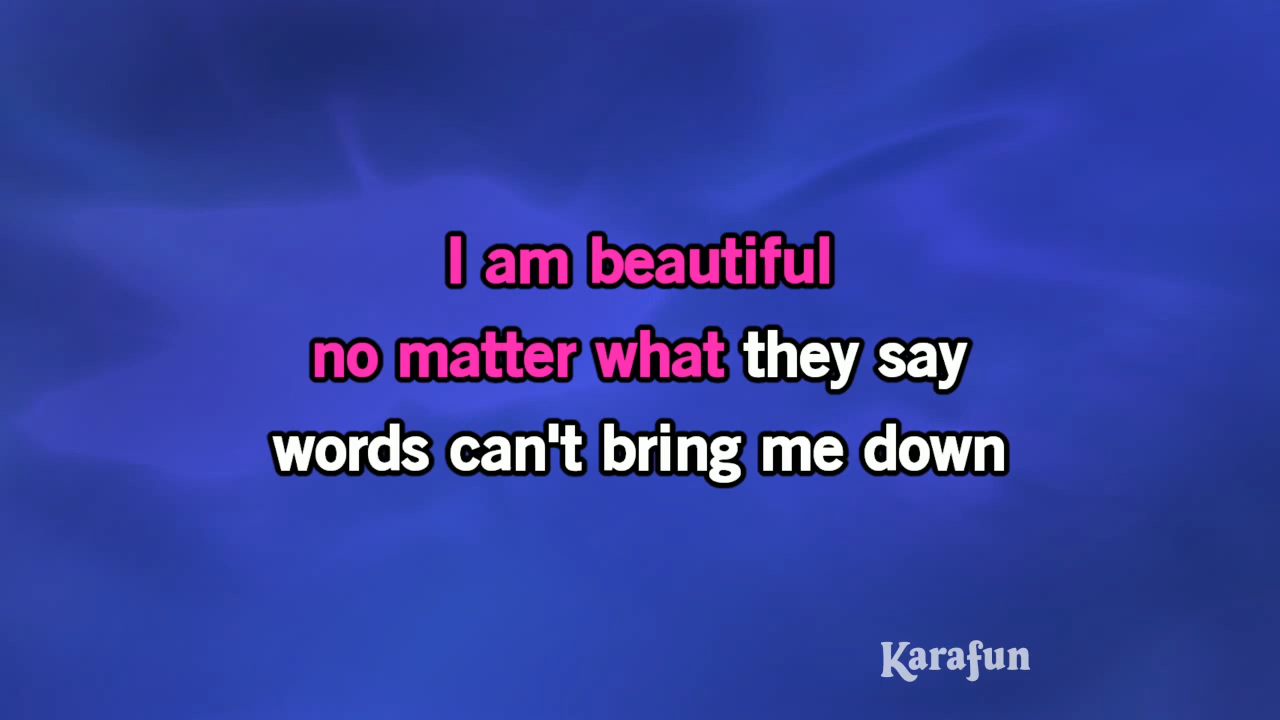 I am beautiful
no matter what they say
words can't bring me down
Karafun